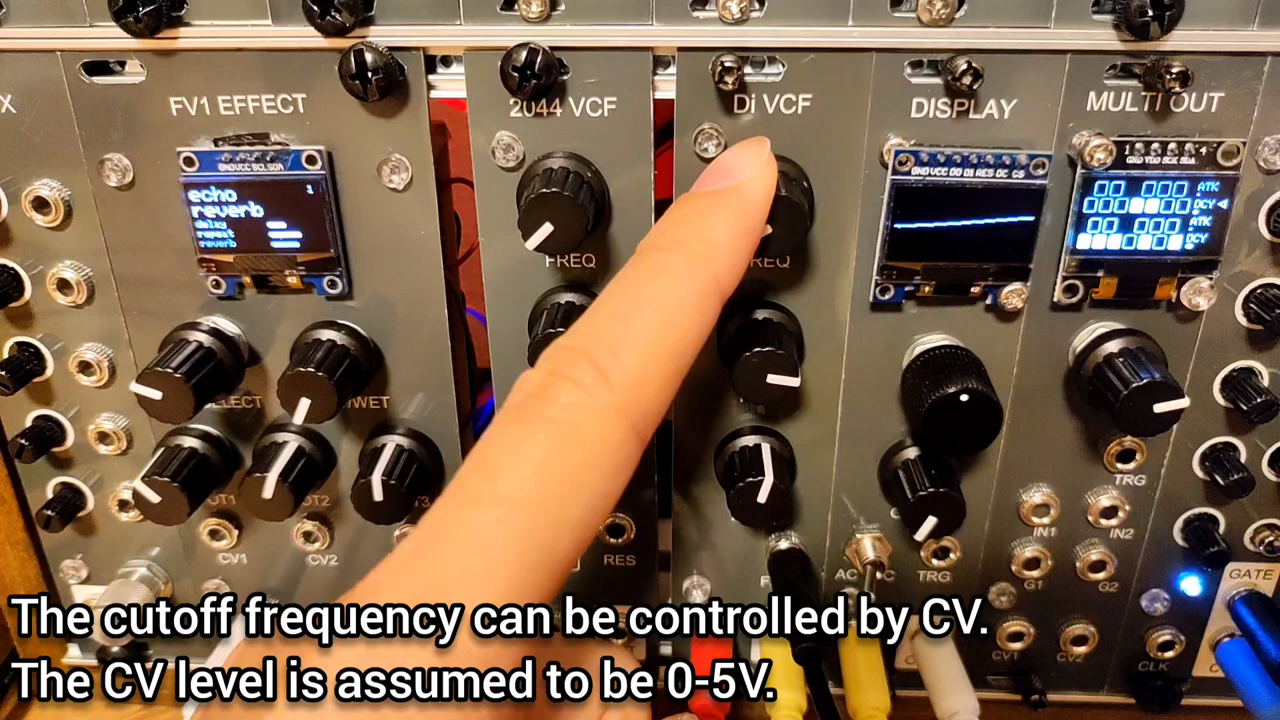 X
FV1 EFFECT
2044 VCF
Di VCF
DISPLAY
MULTI OUT
GND VCC SCL SDA
GND VCC D0 D1 RES DC CS
1
4
GND VDD SCK SDA
echo
1
reverb
delay
repeat
reverb
ATK
DCY
ATK
DCY
FREQ
TRG
CV1
CV2
RES
TRG
IN1
IN2
G1
G2
GATE
CV1
CV2
CLK
The cutoff frequency can be controlled by CV.
The CV level is assumed to be 0-5V.